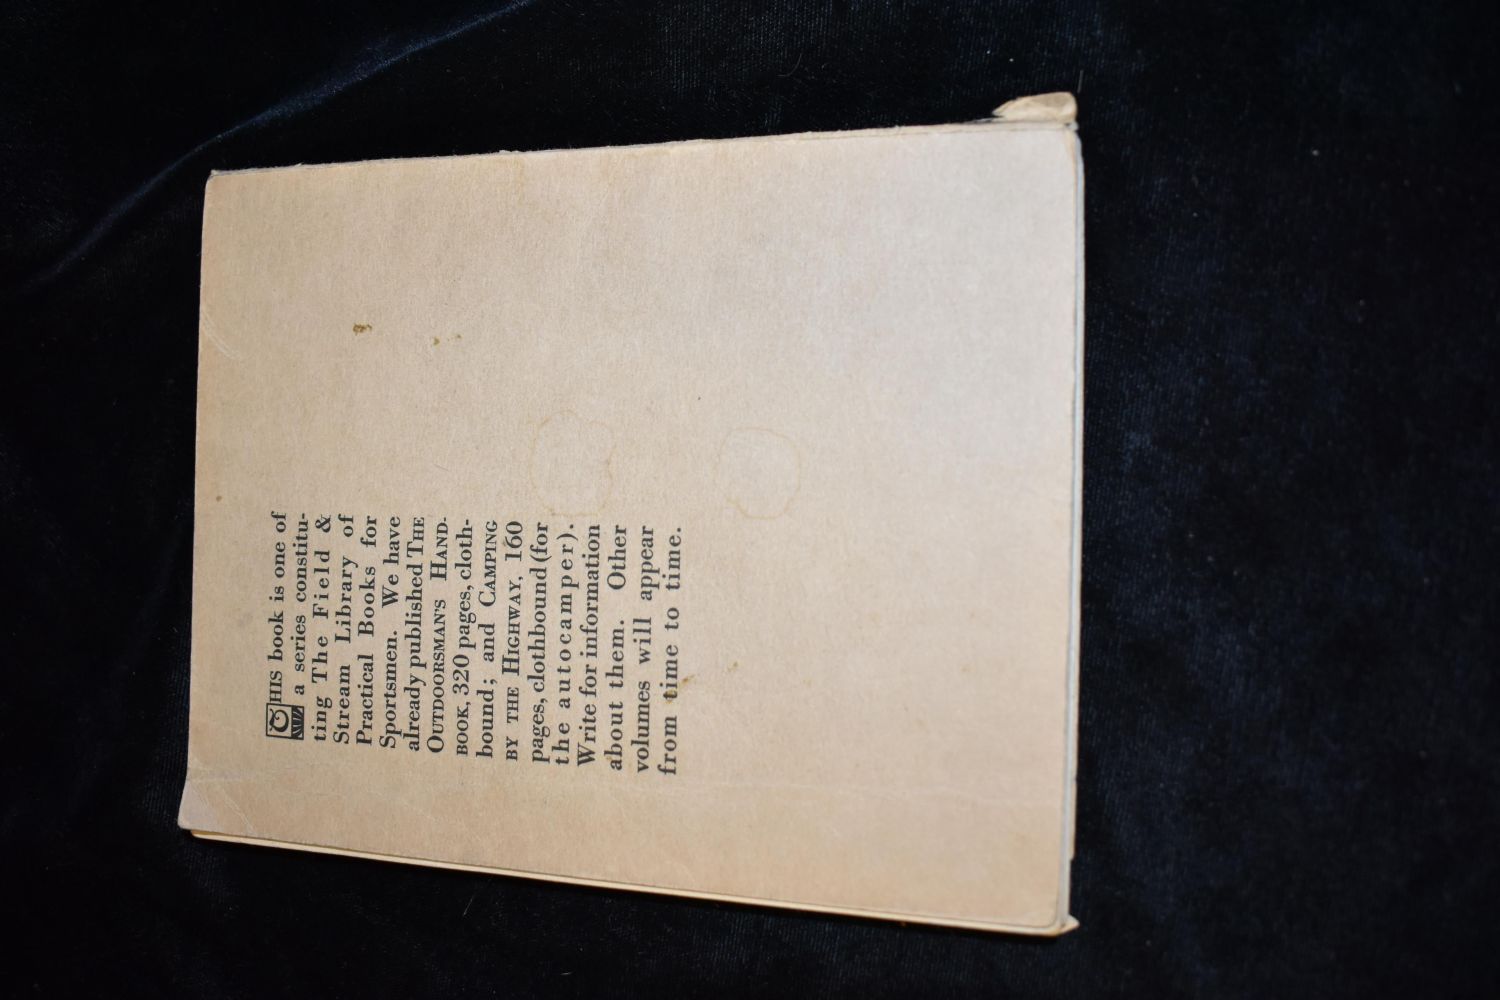 THIS book is one of
a series constitu-
ting The Field &
Stream Library of
Practical Books for
Sportsmen. We have
already published THE
OUTDOORSMAN'S HAND-
BOOK, 320 pages, cloth-
bound; and CAMPING
BY THE HIGHWAY, 160
pages, clothbound (for
the autocamper).
Write for information
about them. Other
volumes will appear
from time to time.